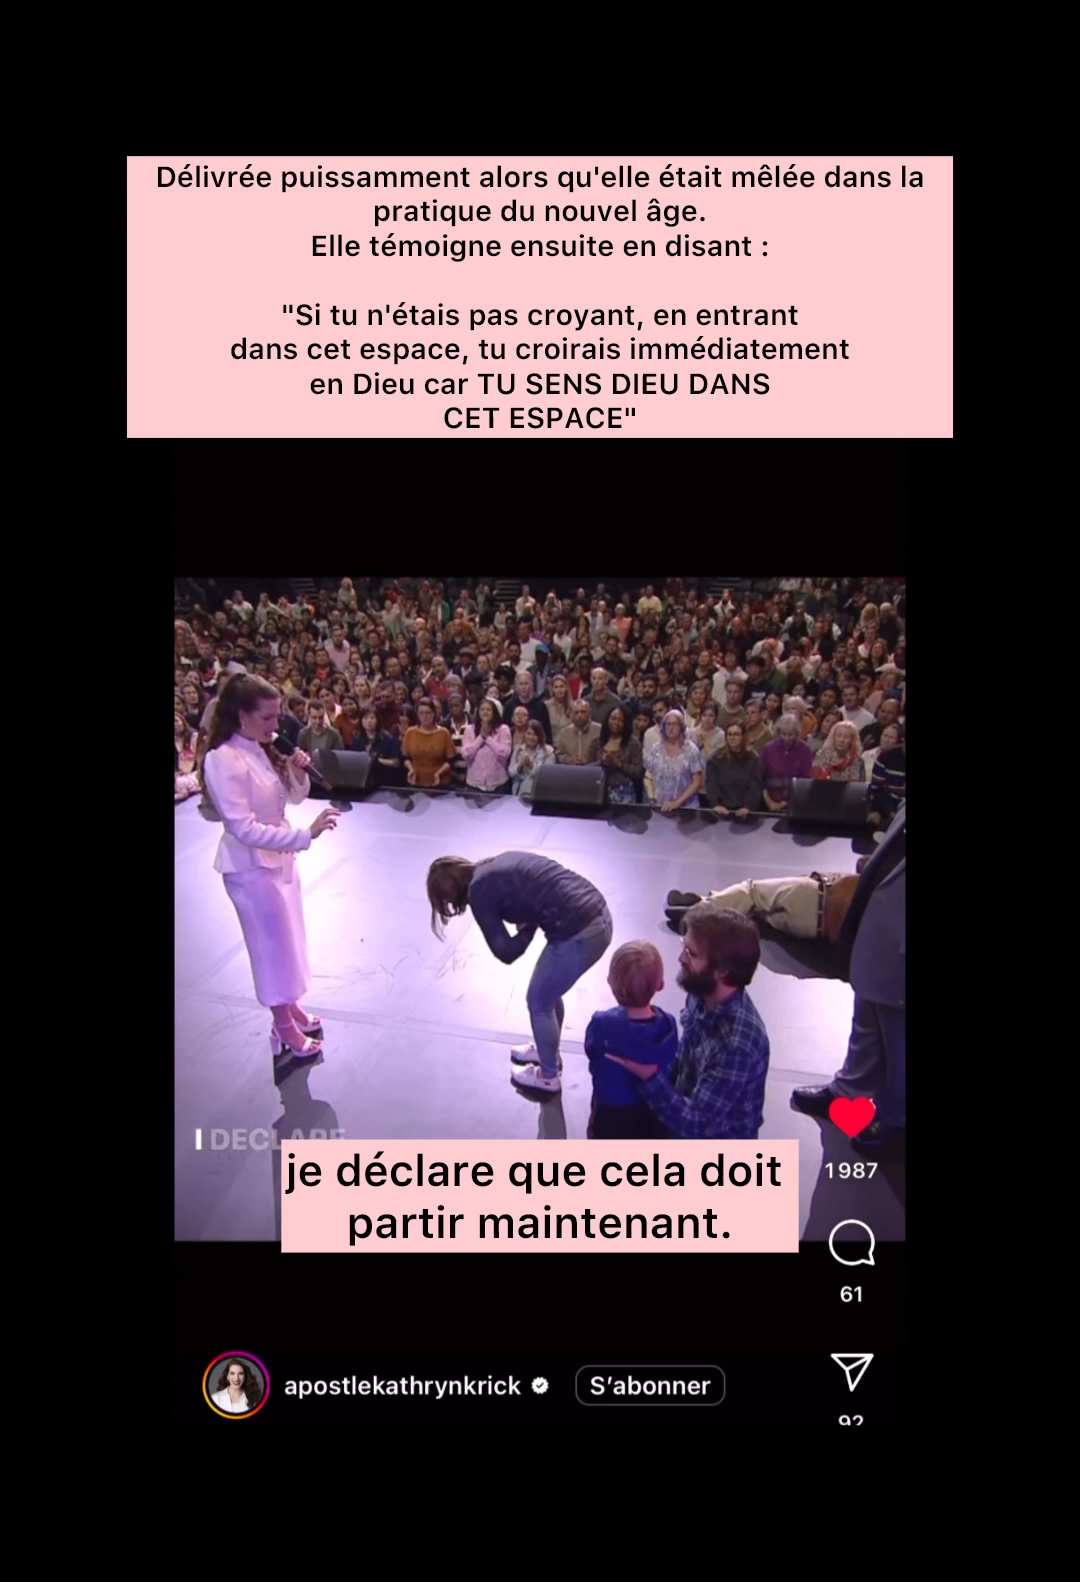 Délivrée puissamment alors qu'elle était mêlée dans la
pratique du nouvel âge.
Elle témoigne ensuite en disant :
"Si tu n'étais pas croyant, en entrant
dans cet espace, tu croirais immédiatement
en Dieu car TU SENS DIEU DANS
CET ESPACE"
I DECLARE
je déclare que cela doit
partir maintenant.
1987
61
apostlekathrynkrick
S'abonner
92